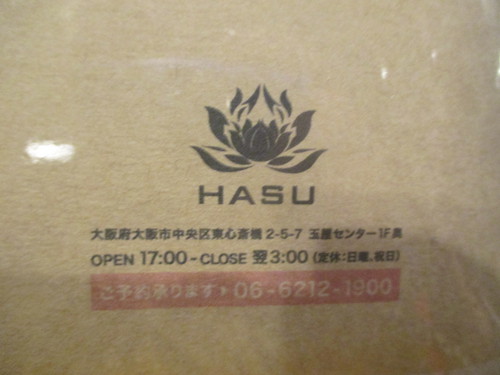 HASU
大阪府大阪市中央区東心斎橋 2-5-7 玉屋センター1F奥
OPEN 17:00 - CLOSE 翌3:00 (定休:日曜,祝日)
ご予約承ります▶ 06-6212-1900